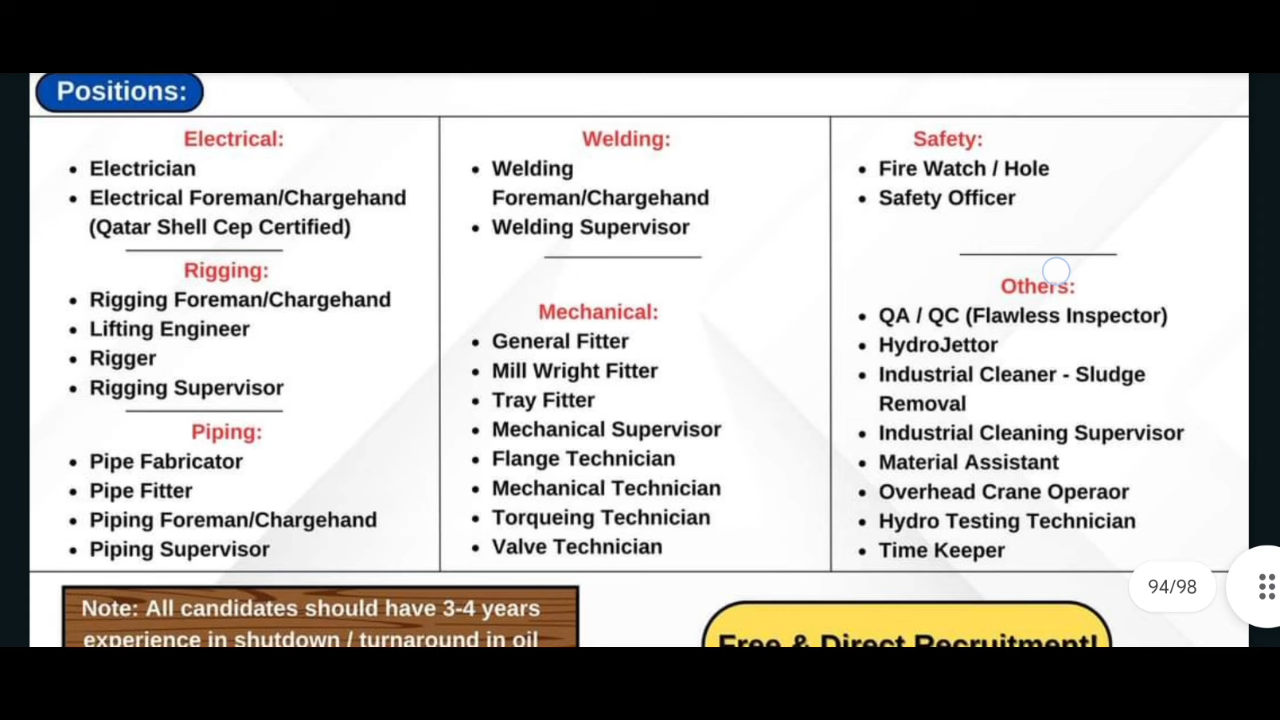 Positions:
Electrical:
• Electrician
• Electrical Foreman/Chargehand
(Qatar Shell Cep Certified)
Rigging:
• Rigging Foreman/Chargehand
• Lifting Engineer
• Rigger
• Rigging Supervisor
Piping:
• Pipe Fabricator
• Pipe Fitter
• Piping Foreman/Chargehand
• Piping Supervisor
Welding:
• Welding
Foreman/Chargehand
• Welding Supervisor
Mechanical:
• General Fitter
• Mill Wright Fitter
• Tray Fitter
• Mechanical Supervisor
• Flange Technician
• Mechanical Technician
• Torqueing Technician
• Valve Technician
Safety:
• Fire Watch / Hole
• Safety Officer
Others:
• QA / QC (Flawless Inspector)
• HydroJettor
• Industrial Cleaner - Sludge
Removal
• Industrial Cleaning Supervisor
• Material Assistant
• Overhead Crane Operaor
• Hydro Testing Technician
• Time Keeper
94/98
Note: All candidates should have 3-4 years
experience in shutdown / turnaround in oil
Free & Direct Recruitment!